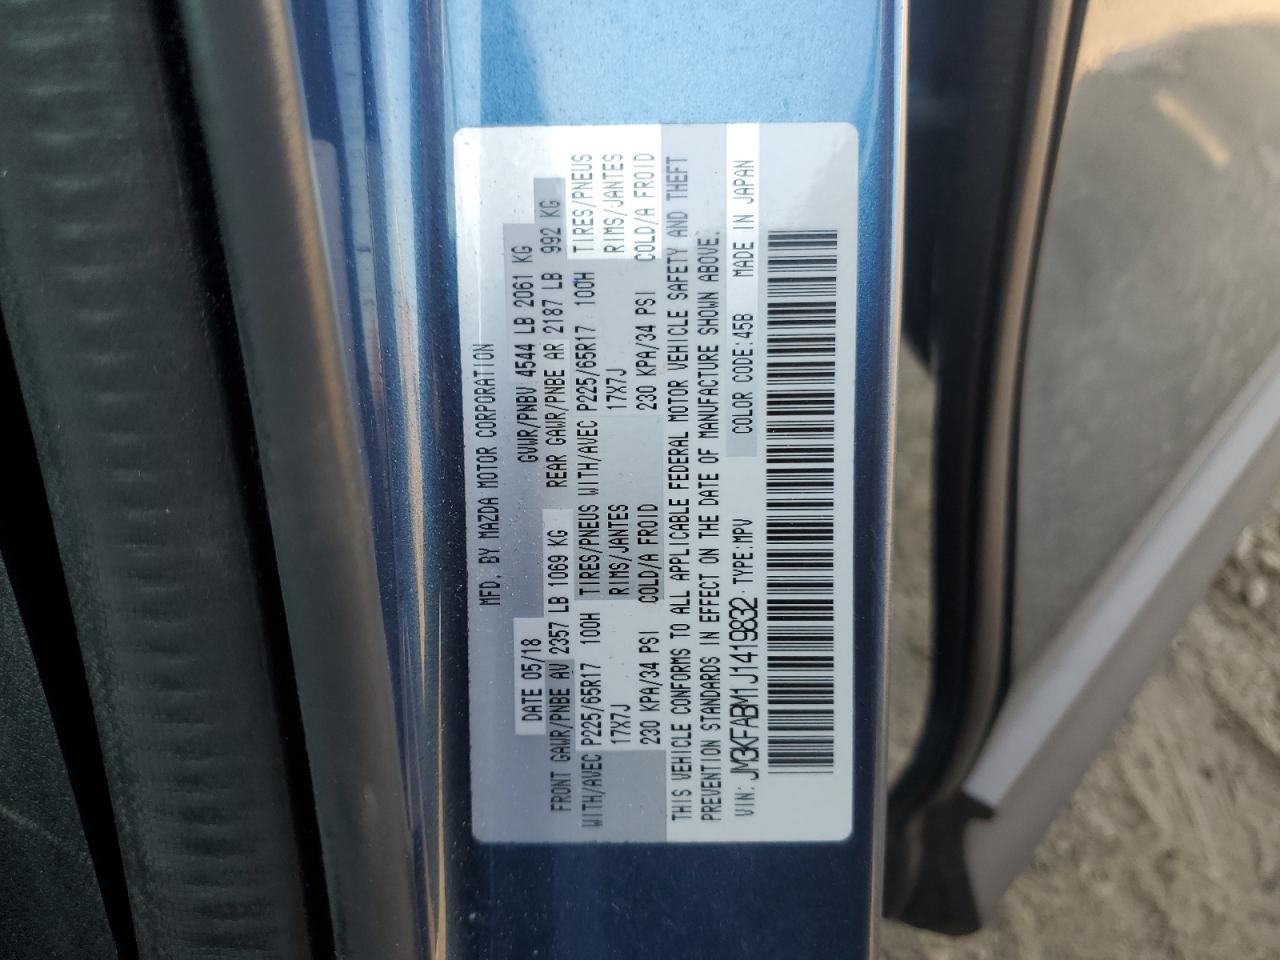 MFD. BY MAZDA MOTOR CORPORATION
DATE 05/18 GVWR/PNBV 4544 LB 2061 KG
FRONT GAWR/PNBE AV 2357 LB 1069 KG REAR GAWR/PNBE AR 2187 LB 992 KG
WITH/AVEC P225/65R17 100H TIRES/PNEUS WITH/AVEC P225/65R17 100H TIRES/PNEUS
17X7J RIMS/JANTES 17X7J RIMS/JANTES
230 KPA/34 PSI COLD/A FROID 230 KPA/34 PSI COLD/A FROID
THIS VEHICLE CONFORMS TO ALL APPLICABLE FEDERAL MOTOR VEHICLE SAFETY AND THEFT
PREVENTION STANDARDS IN EFFECT ON THE DATE OF MANUFACTURE SHOWN ABOVE.
VIN: JM3KFABM1J1419832 TYPE:MPV COLOR CODE:45B MADE IN JAPAN